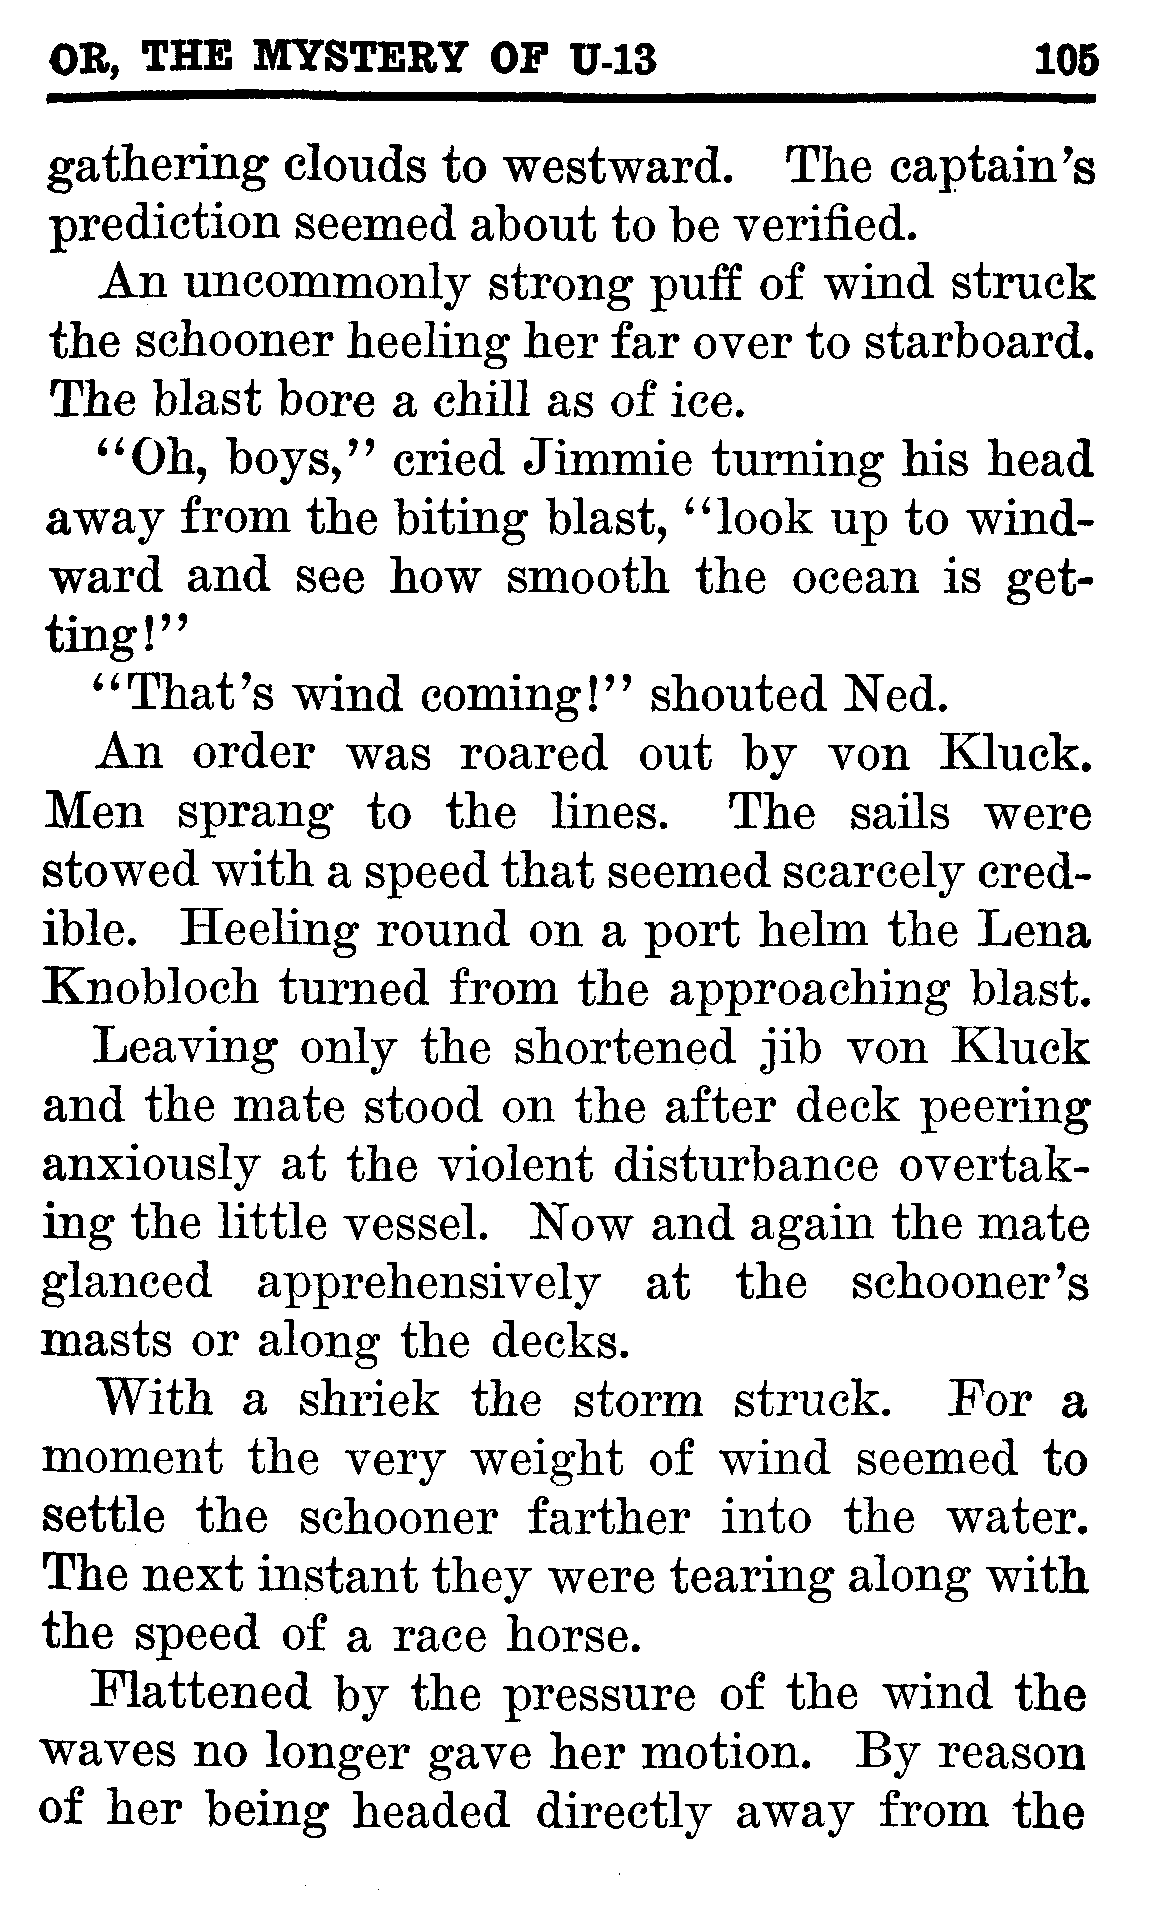 OR, THE MYSTERY OF U-13 105
gathering clouds to westward. The captain's
prediction seemed about to be verified.
An uncommonly strong puff of wind struck
the schooner heeling her far over to starboard.
The blast bore a chill as of ice.
"Oh, boys," cried Jimmie turning his head
away from the biting blast, "look up to wind-
ward and see how smooth the ocean is get-
ting!"
"That's wind coming!" shouted Ned.
An order was roared out by von Kluck.
Men sprang to the lines. The sails were
stowed with a speed that seemed scarcely cred-
ible. Heeling round on a port helm the Lena
Knobloch turned from the approaching blast.
Leaving only the shortened jib von Kluck
and the mate stood on the after deck peering
anxiously at the violent disturbance overtak-
ing the little vessel. Now and again the mate
glanced apprehensively at the schooner's
masts or along the decks.
With a shriek the storm struck. For a
moment the very weight of wind seemed to
settle the schooner farther into the water.
The next instant they were tearing along with
the speed of a race horse.
Flattened by the pressure of the wind the
waves no longer gave her motion. By reason
of her being headed directly away from the